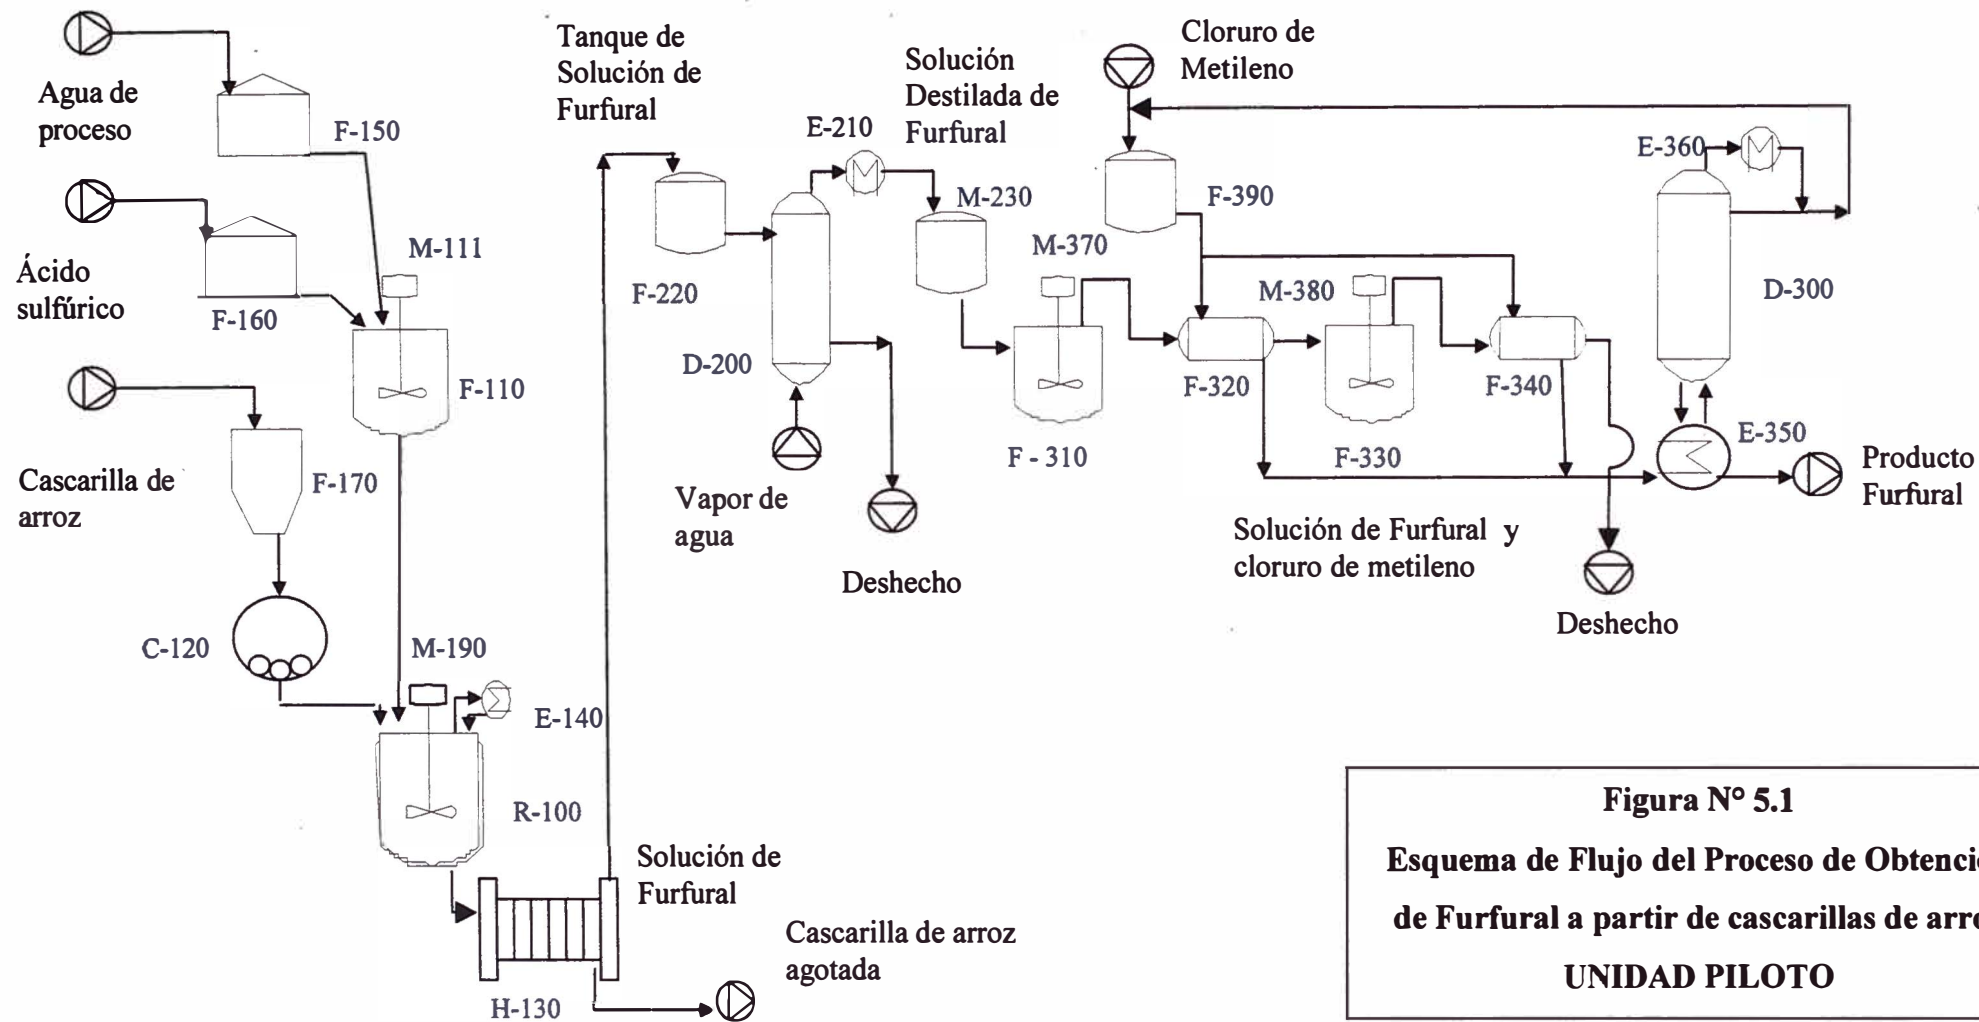 Agua de
proceso
F-150
Ácido
sulfúrico
F-160
M-111
F-110
Cascarilla de
arroz
F-170
C-120
M-190
E-140
R-100
Solución de
Furfural
Cascarilla de arroz
agotada
H-130
Tanque de
Solución de
Furfural
F-220
E-210
D-200
Vapor de
agua
Deshecho
Solución
Destilada de
Furfural
M-230
Cloruro de
Metileno
F-390
M-370
F - 310
F-320
M-380
F-330
F-340
Solución de Furfural y
cloruro de metileno
Deshecho
E-360
D-300
E-350
Producto
Furfural
Figura Nº 5.1
Esquema de Flujo del Proceso de Obtenci
de Furfural a partir de cascarillas de arro
UNIDAD PILOTO